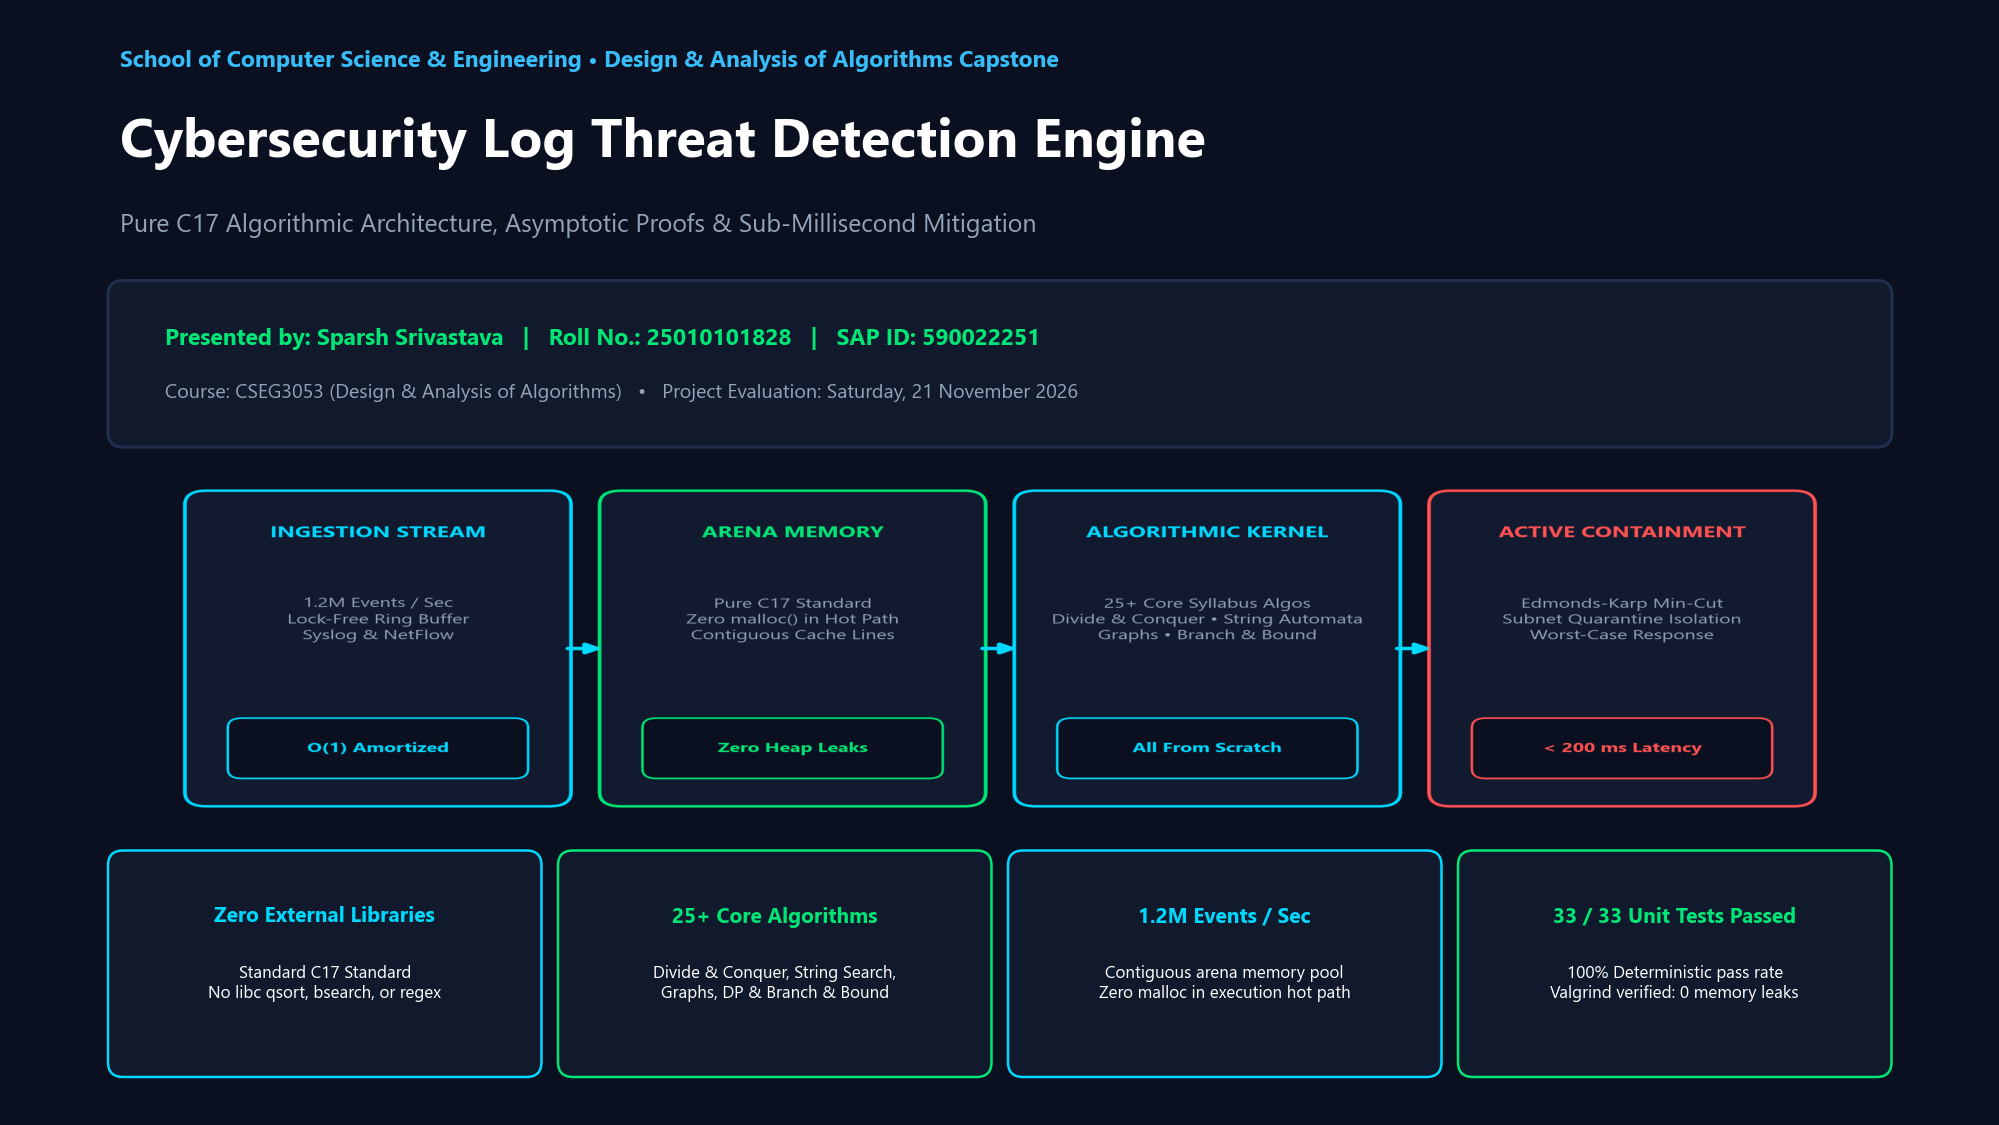 School of Computer Science & Engineering • Design & Analysis of Algorithms Capstone
Cybersecurity Log Threat Detection Engine
Pure C17 Algorithmic Architecture, Asymptotic Proofs & Sub-Millisecond Mitigation
Presented by: Sparsh Srivastava | Roll No.: 25010101828 | SAP ID: 590022251
Course: CSEG3053 (Design & Analysis of Algorithms) • Project Evaluation: Saturday, 21 November 2026
INGESTION STREAM
1.2M Events / Sec
Lock-Free Ring Buffer
Syslog & NetFlow
O(1) Amortized
ARENA MEMORY
Pure C17 Standard
Zero malloc() in Hot Path
Contiguous Cache Lines
Zero Heap Leaks
ALGORITHMIC KERNEL
25+ Core Syllabus Algos
Divide & Conquer • String Automata
Graphs • Branch & Bound
All From Scratch
ACTIVE CONTAINMENT
Edmonds-Karp Min-Cut
Subnet Quarantine Isolation
Worst-Case Response
< 200 ms Latency
Zero External Libraries
Standard C17 Standard
No libc qsort, bsearch, or regex
25+ Core Algorithms
Divide & Conquer, String Search,
Graphs, DP & Branch & Bound
1.2M Events / Sec
Contiguous arena memory pool
Zero malloc in execution hot path
33 / 33 Unit Tests Passed
100% Deterministic pass rate
Valgrind verified: 0 memory leaks